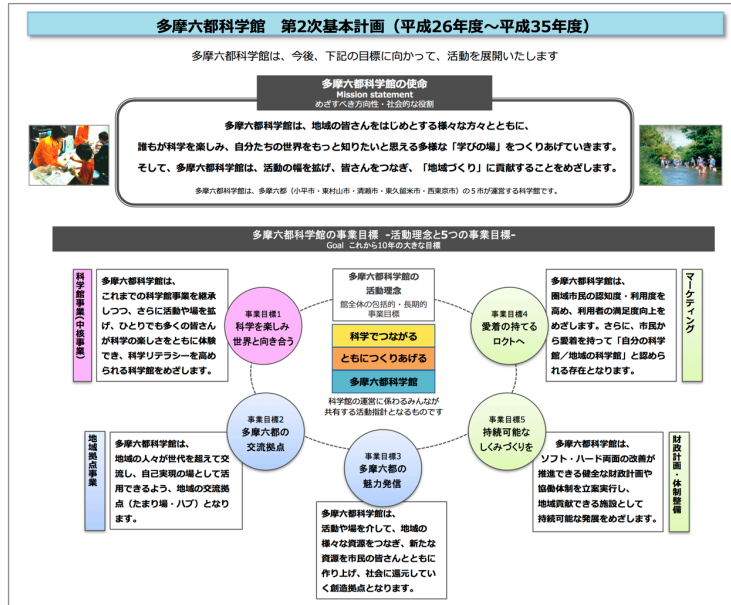 多摩六都科学館　第2次基本計画（平成26年度～平成35年度）
多摩六都科学館は、今後、下記の目標に向かって、活動を展開いたします
多摩六都科学館の使命
Mission statement
めざすべき方向性・社会的な役割
多摩六都科学館は、地域の皆さんをはじめとする様々な方々とともに、
誰もが科学を楽しみ、自分たちの世界をもっと知りたいと思える多様な「学びの場」をつくりあげていきます。
そして、多摩六都科学館は、活動の幅を拡げ、皆さんをつなぎ、「地域づくり」に貢献することをめざします。
多摩六都科学館は、多摩六都（小平市・東村山市・清瀬市・東久留米市・西東京市）の５市が運営する科学館です。
多摩六都科学館の事業目標 -活動理念と5つの事業目標-
Goal これから10年の大きな目標
科学館事業(中核事業)
多摩六都科学館は、
これまでの科学館事業を継承
しつつ、さらに活動や場を拡
げ、ひとりでも多くの皆さん
が科学の楽しさをともに体験
でき、科学リテラシーを高め
られる科学館をめざします。
事業目標1
科学を楽しみ
世界と向き合う
多摩六都科学館の
活動理念
館全体の包括的・長期的
事業目標
科学でつながる
ともにつくりあげる
多摩六都科学館
科学館の運営に係わるみんなが
共有する活動指針となるものです
事業目標4
愛着の持てる
ロクトへ
多摩六都科学館は、
圏域市民の認知度・利用度を
高め、利用者の満足度向上を
めざします。さらに、市民か
ら愛着を持って「自分の科学
館／地域の科学館」と認めら
れる存在となります。
マーケティング
地域拠点事業
多摩六都科学館は、
地域の人々が世代を超えて交
流し、自己実現の場として活
用できるよう、地域の交流拠
点（たまり場・ハブ）となり
ます。
事業目標2
多摩六都の
交流拠点
事業目標3
多摩六都の
魅力発信
多摩六都科学館は、
活動や場を介して、地域の
様々な資源をつなぎ、新たな
資源を市民の皆さんとともに
作り上げ、社会に還元してい
く創造拠点となります。
事業目標5
持続可能な
しくみづくりを
多摩六都科学館は、
ソフト・ハード両面の改善が
推進できる健全な財政計画や
協働体制を立案実行し、
地域貢献できる施設として
持続可能な発展をめざします。
財政計画・体制整備